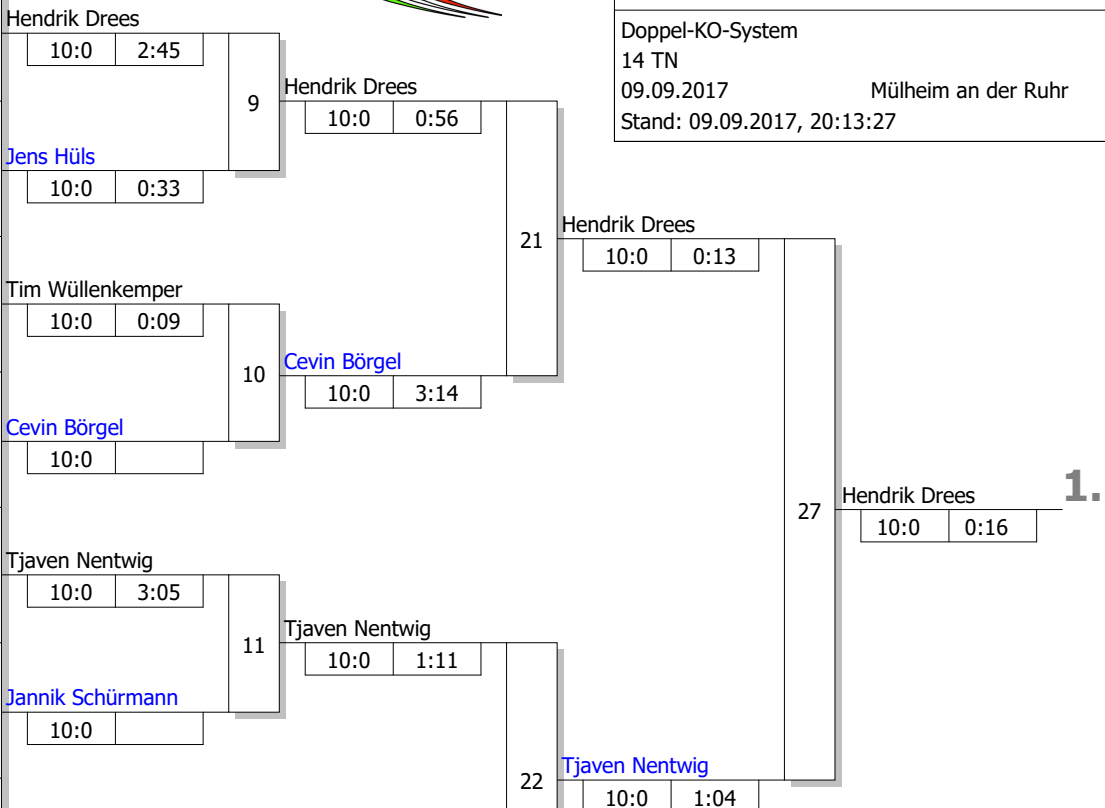 Hendrik Drees
10:0 2:45
Doppel-KO-System
14 TN
09.09.2017 Mülheim an der Ruhr
Stand: 09.09.2017, 20:13:27
9
Hendrik Drees
10:0 0:56
Jens Hüls
10:0 0:33
21
Hendrik Drees
10:0 0:13
Tim Wüllenkemper
10:0 0:09
10
Cevin Börgel
10:0 3:14
Cevin Börgel
10:0
27
Hendrik Drees
1.
10:0 0:16
Tjaven Nentwig
10:0 3:05
11
Tjaven Nentwig
10:0 1:11
Jannik Schürmann
10:0
22
Tjaven Nentwig
10:0 1:04